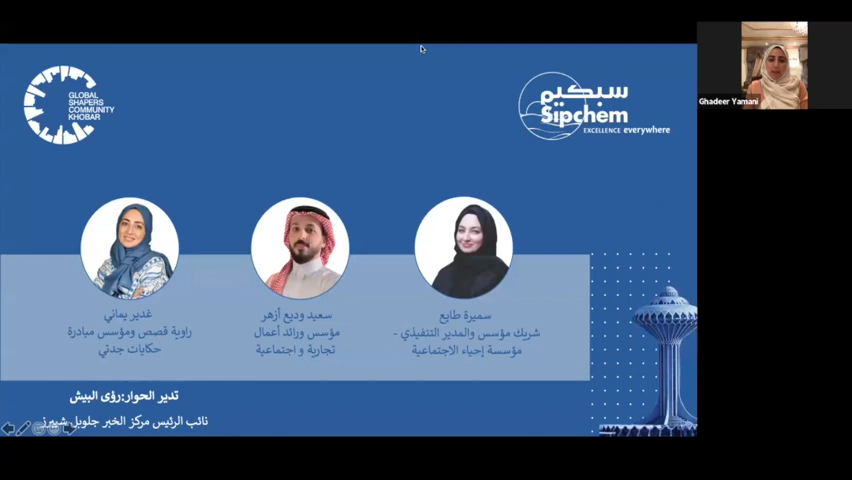 GLOBAL
SHAPERS
COMMUNITY
KHOBAR
سبكيم
Sipchem
EXCELLENCE everywhere
Ghadeer Yamani
سميرة طابع
شريك مؤسس والمدير التنفيذي -
مؤسسة إحياء الاجتماعية
سعيد وديع أزهر
مؤسس ورائد أعمال
تجارية و اجتماعية
غدير يماني
راوية قصص ومؤسس مبادرة
حكايات جدتي
تدير الحوار:رؤى البيش
نائب الرئيس مركز الخبر جلوبل شيبرز